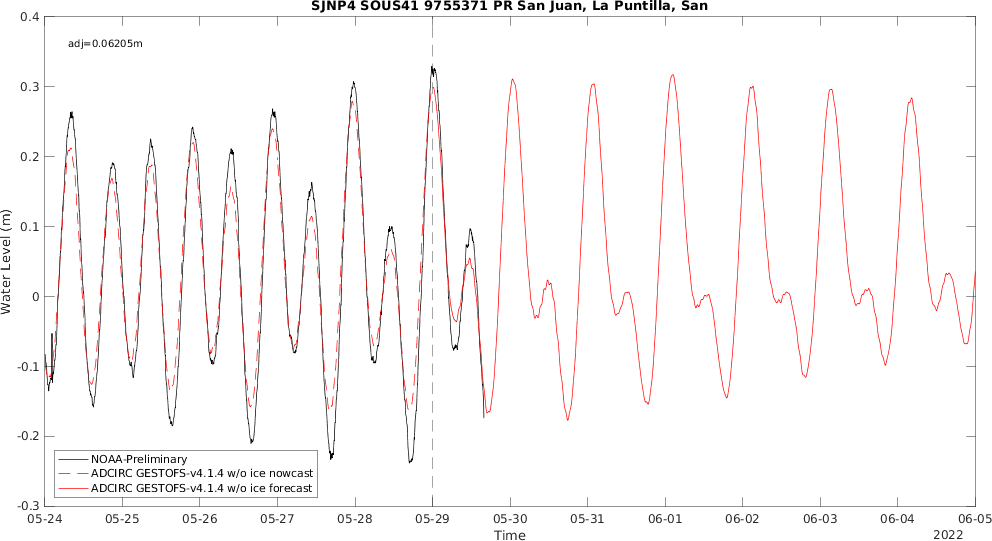 SJNP4 SOUS41 9755371 PR San Juan, La Puntilla, San
adj=0.06205m
0.4
0.3
0.2
0.1
0
-0.1
-0.2
-0.3
Water Level (m)
NOAA-Preliminary
ADCIRC GESTOFS-v4.1.4 w/o ice nowcast
ADCIRC GESTOFS-v4.1.4 w/o ice forecast
05-24 05-25 05-26 05-27 05-28 05-29 05-30 05-31 06-01 06-02 06-03 06-04 06-05
Time
2022